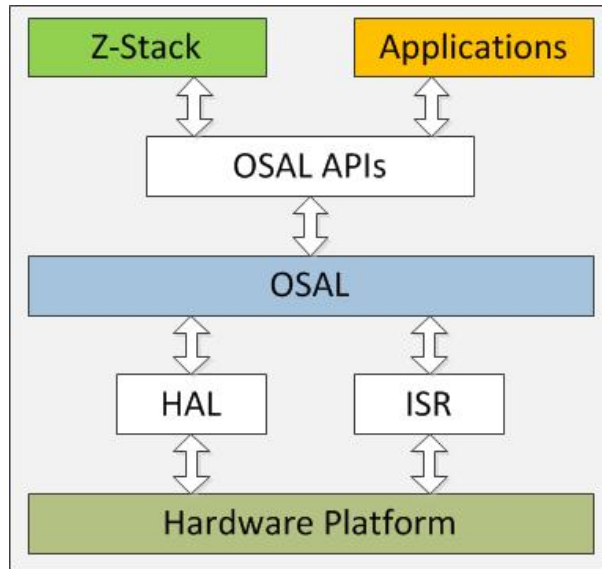 Z-Stack
Applications
OSAL APIs
OSAL
HAL
ISR
Hardware Platform